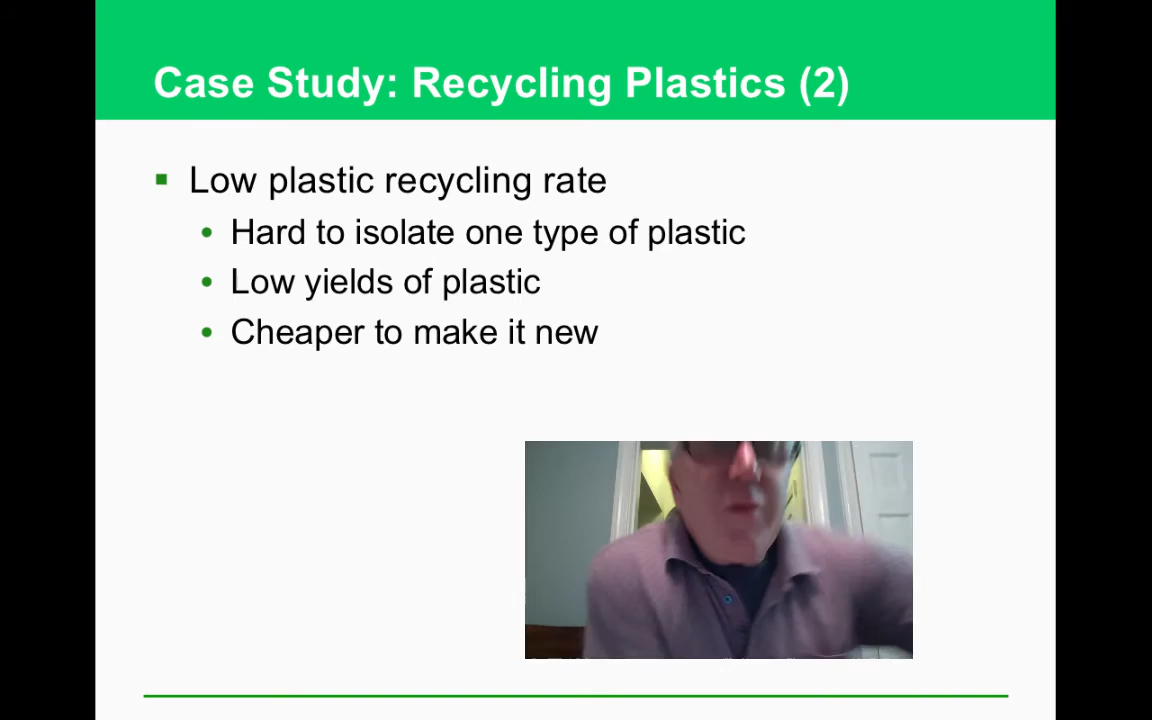 Case Study: Recycling Plastics (2)
Low plastic recycling rate
Hard to isolate one type of plastic
Low yields of plastic
Cheaper to make it new